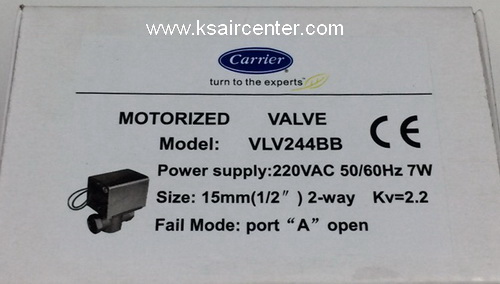 www.ksaircenter.com
Carrier
turn to the experts
MOTORIZED VALVE
Model: VLV244BB
CE
Power supply:220VAC 50/60Hz 7W
Size: 15mm(1/2″) 2-way Kv=2.2
Fail Mode: port “A” open